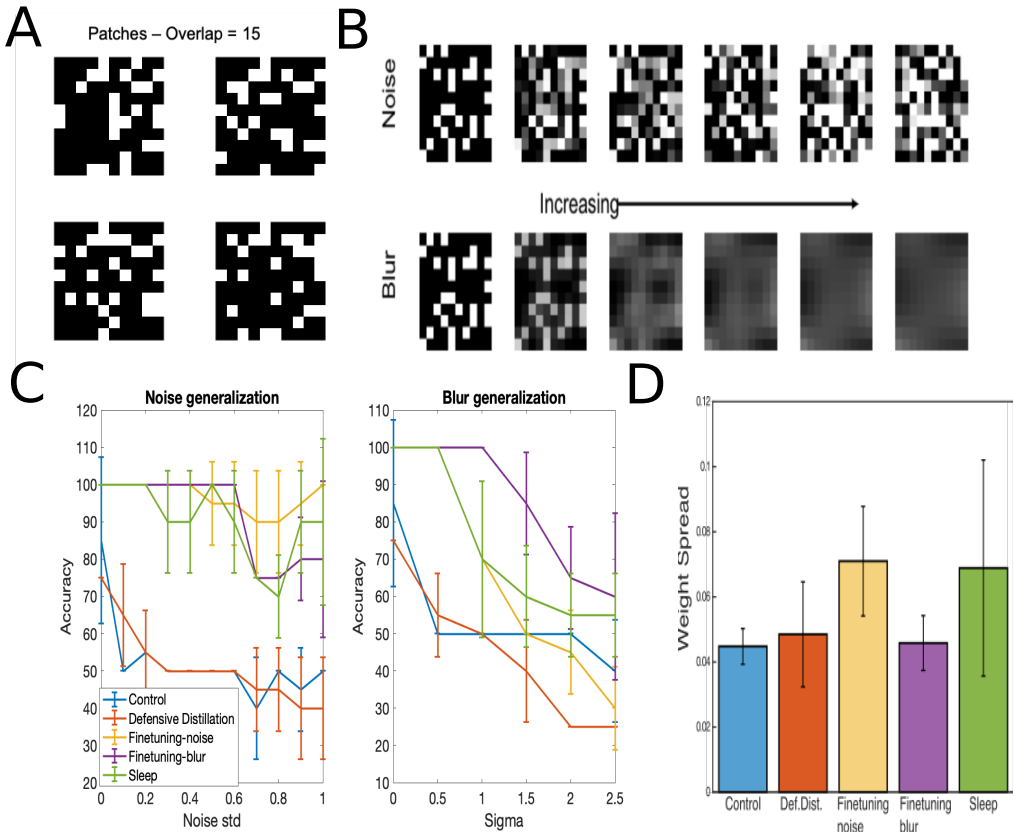 A
Patches – Overlap = 15
B
Noise
Increasing
Blur
C
Noise generalization
120
110
100
90
80
70
60
50
40
30
20
Accuracy
0
0.2
0.4
0.6
0.8
1
Noise std
Control
Defensive Distillation
Finetuning-noise
Finetuning-blur
Sleep
Blur generalization
110
100
90
80
70
60
50
40
30
20
10
Accuracy
0
0.5
1
1.5
2
2.5
Sigma
D
0.12
0.1
0.08
0.06
0.04
0.02
0
Weight Spread
Control
Def.Dist.
Finetuning
noise
Finetuning
blur
Sleep